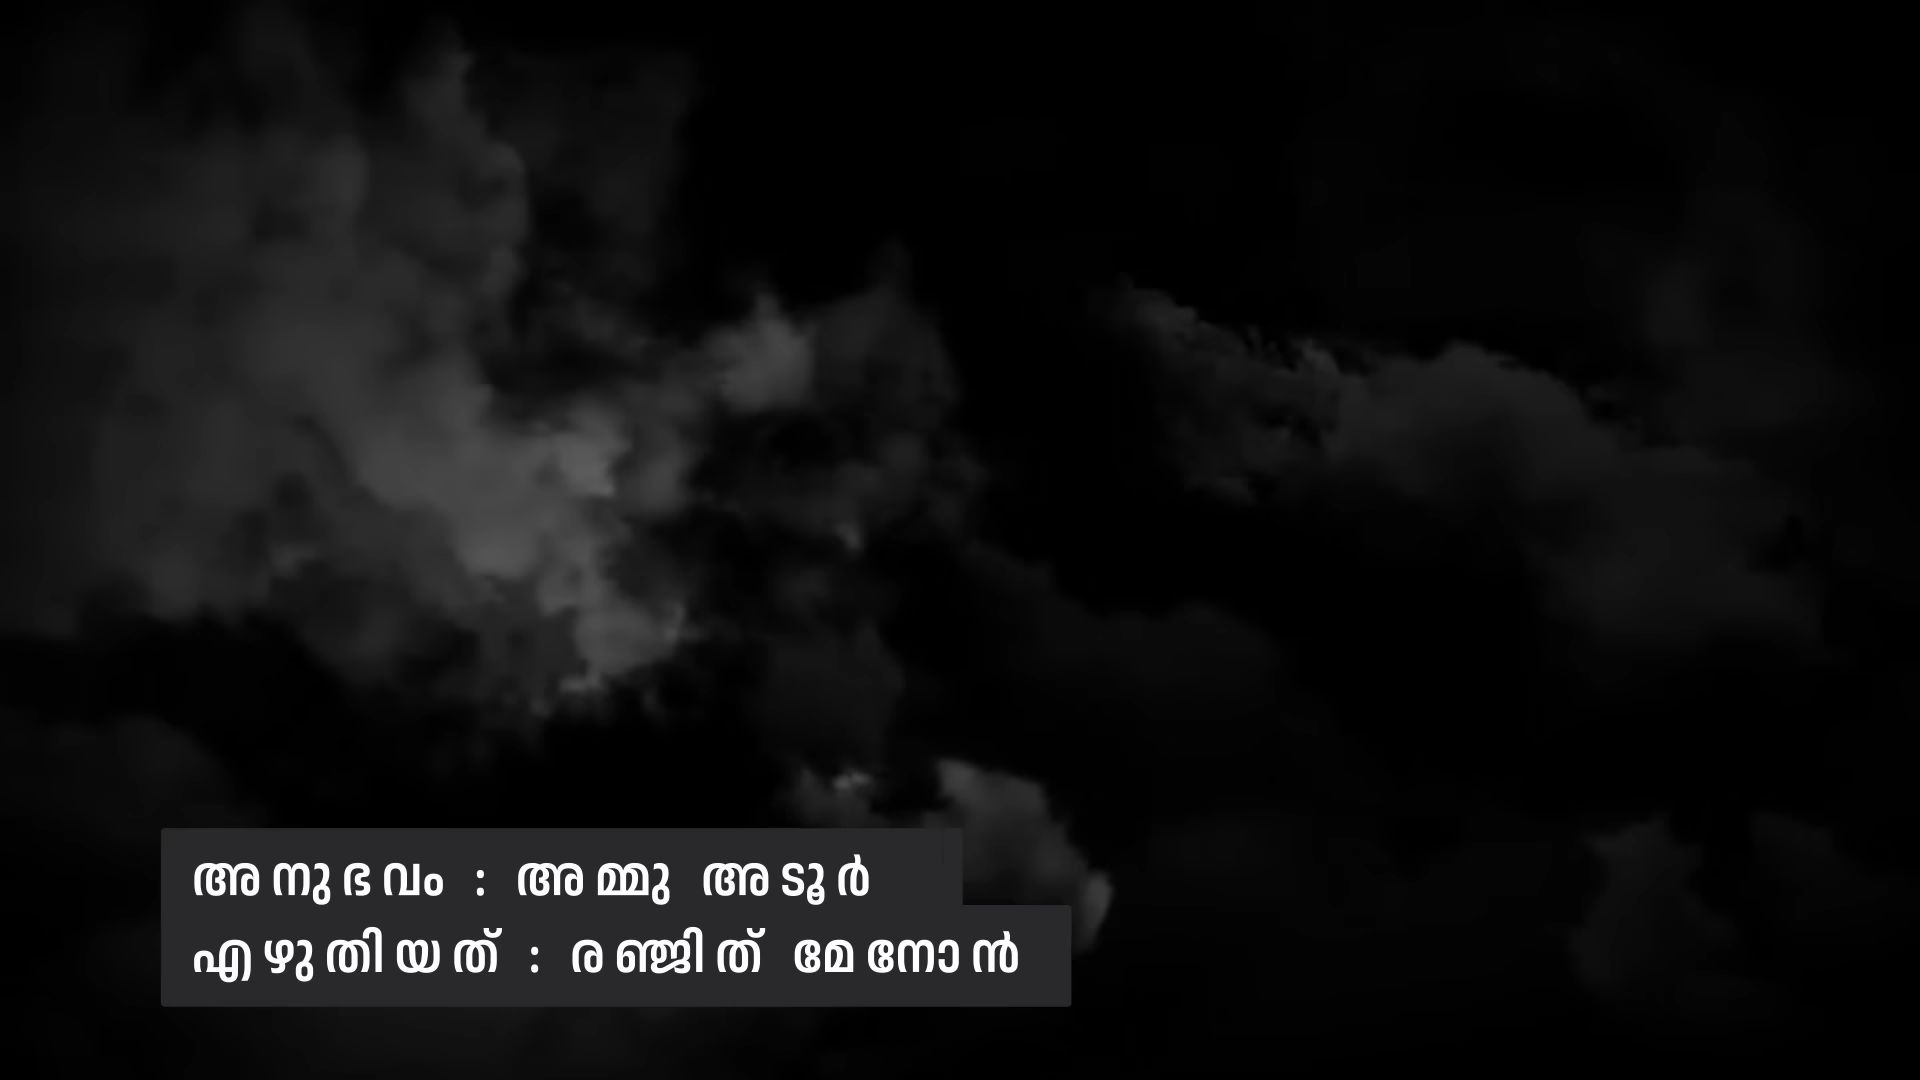 അനുഭവം : അമ്മു അടൂർ
എഴുതിയത് : രഞ്ജിത് മേനോൻ